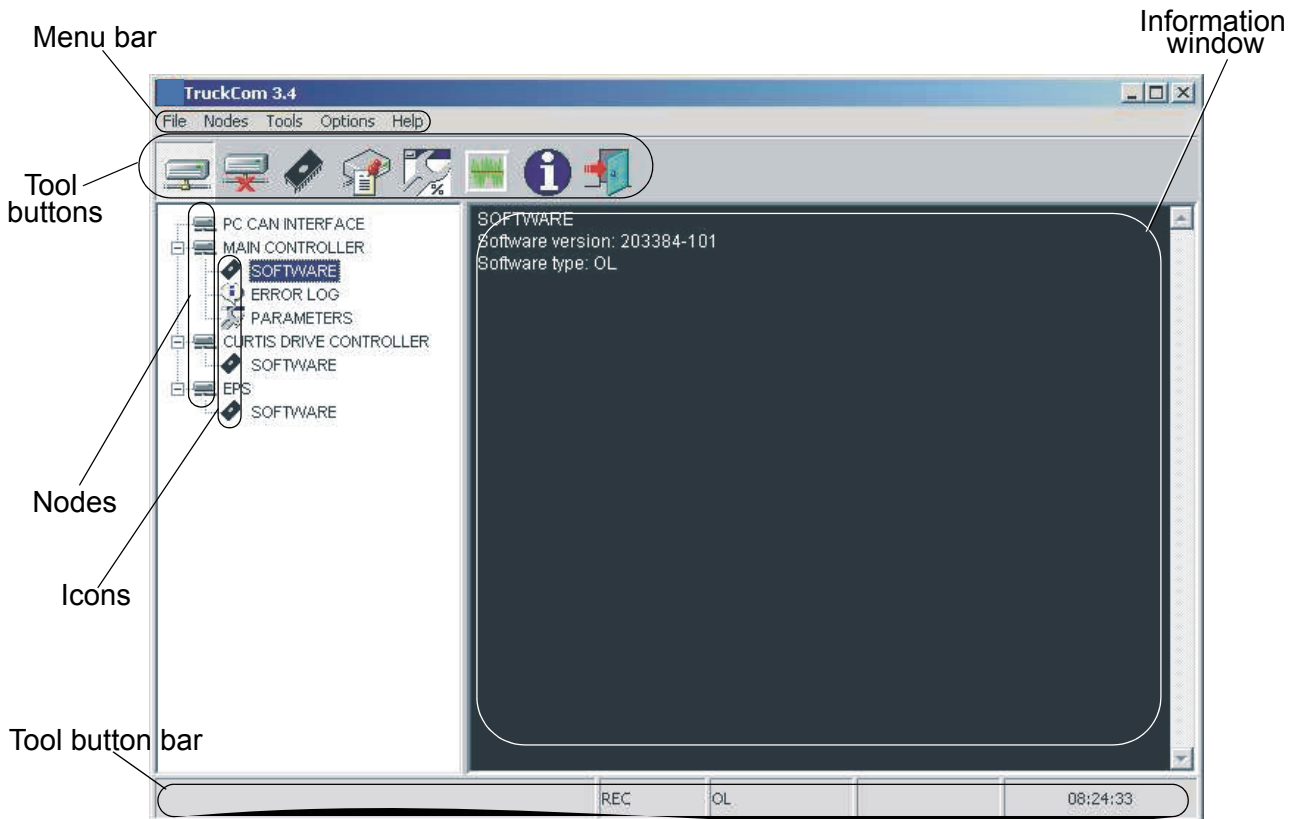 Menu bar
Information
window
TruckCom 3.4
File Nodes Tools Options Help
Tool
buttons
%
PC CAN INTERFACE
MAIN CONTROLLER
SOFTWARE
ERROR LOG
PARAMETERS
CURTIS DRIVE CONTROLLER
SOFTWARE
EPS
SOFTWARE
SOFTWARE
Software version: 203384-101
Software type: OL
Nodes
Icons
Tool button bar
REC OL 08:24:33